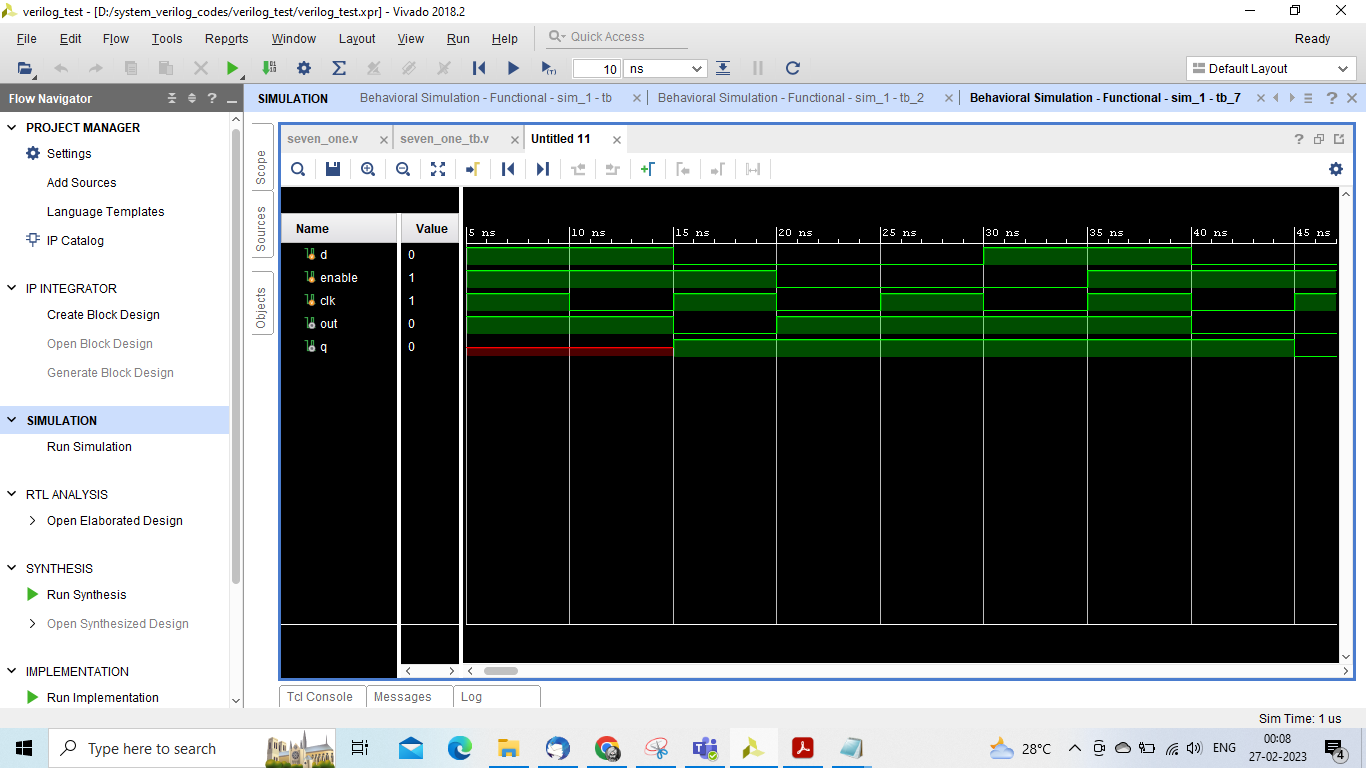 verilog_test - [D:/system_verilog_codes/verilog_test/verilog_test.xpr] - Vivado 2018.2
File Edit Flow Tools Reports Window Layout View Run Help Quick Access Ready
10 ns Default Layout
Flow Navigator
SIMULATION Behavioral Simulation - Functional - sim_1 - tb Behavioral Simulation - Functional - sim_1 - tb_2 Behavioral Simulation - Functional - sim_1 - tb_7
PROJECT MANAGER
Settings
Add Sources
Language Templates
IP Catalog
IP INTEGRATOR
Create Block Design
Open Block Design
Generate Block Design
SIMULATION
Run Simulation
RTL ANALYSIS
Open Elaborated Design
SYNTHESIS
Run Synthesis
Open Synthesized Design
IMPLEMENTATION
Run Implementation
Scope
Sources
Objects
seven_one.v seven_one_tb.v Untitled 11
Name Value
5 ns 10 ns 15 ns 20 ns 25 ns 30 ns 35 ns 40 ns 45 ns
d 0
enable 1
clk 1
out 0
q 0
Tcl Console Messages Log
Sim Time: 1 us
Type here to search
28°C ENG
00:08
27-02-2023
4